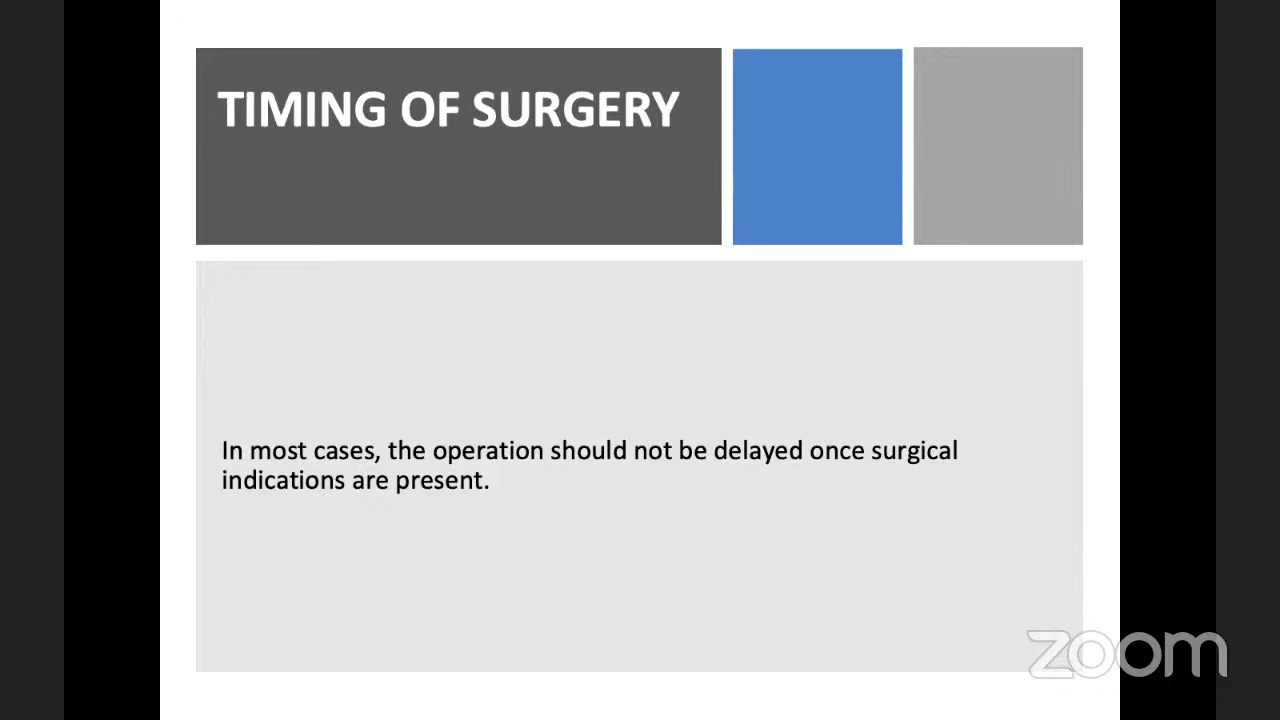 TIMING OF SURGERY
In most cases, the operation should not be delayed once surgical
indications are present.
zoom